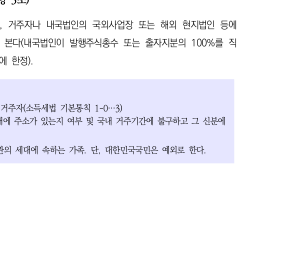 , 거주자나 내국법인의 국외사업장 또는 해외 현지법인 등에
본다(내국법인이 발행주식총수 또는 출자지분의 100%를 직
에 한정).
거주자(소득세법 기본통칙 1-0…3)
내에 주소가 있는지 여부 및 국내 거주기간에 불구하고 그 신분에
관의 세대에 속하는 가족. 단, 대한민국국민은 예외로 한다.